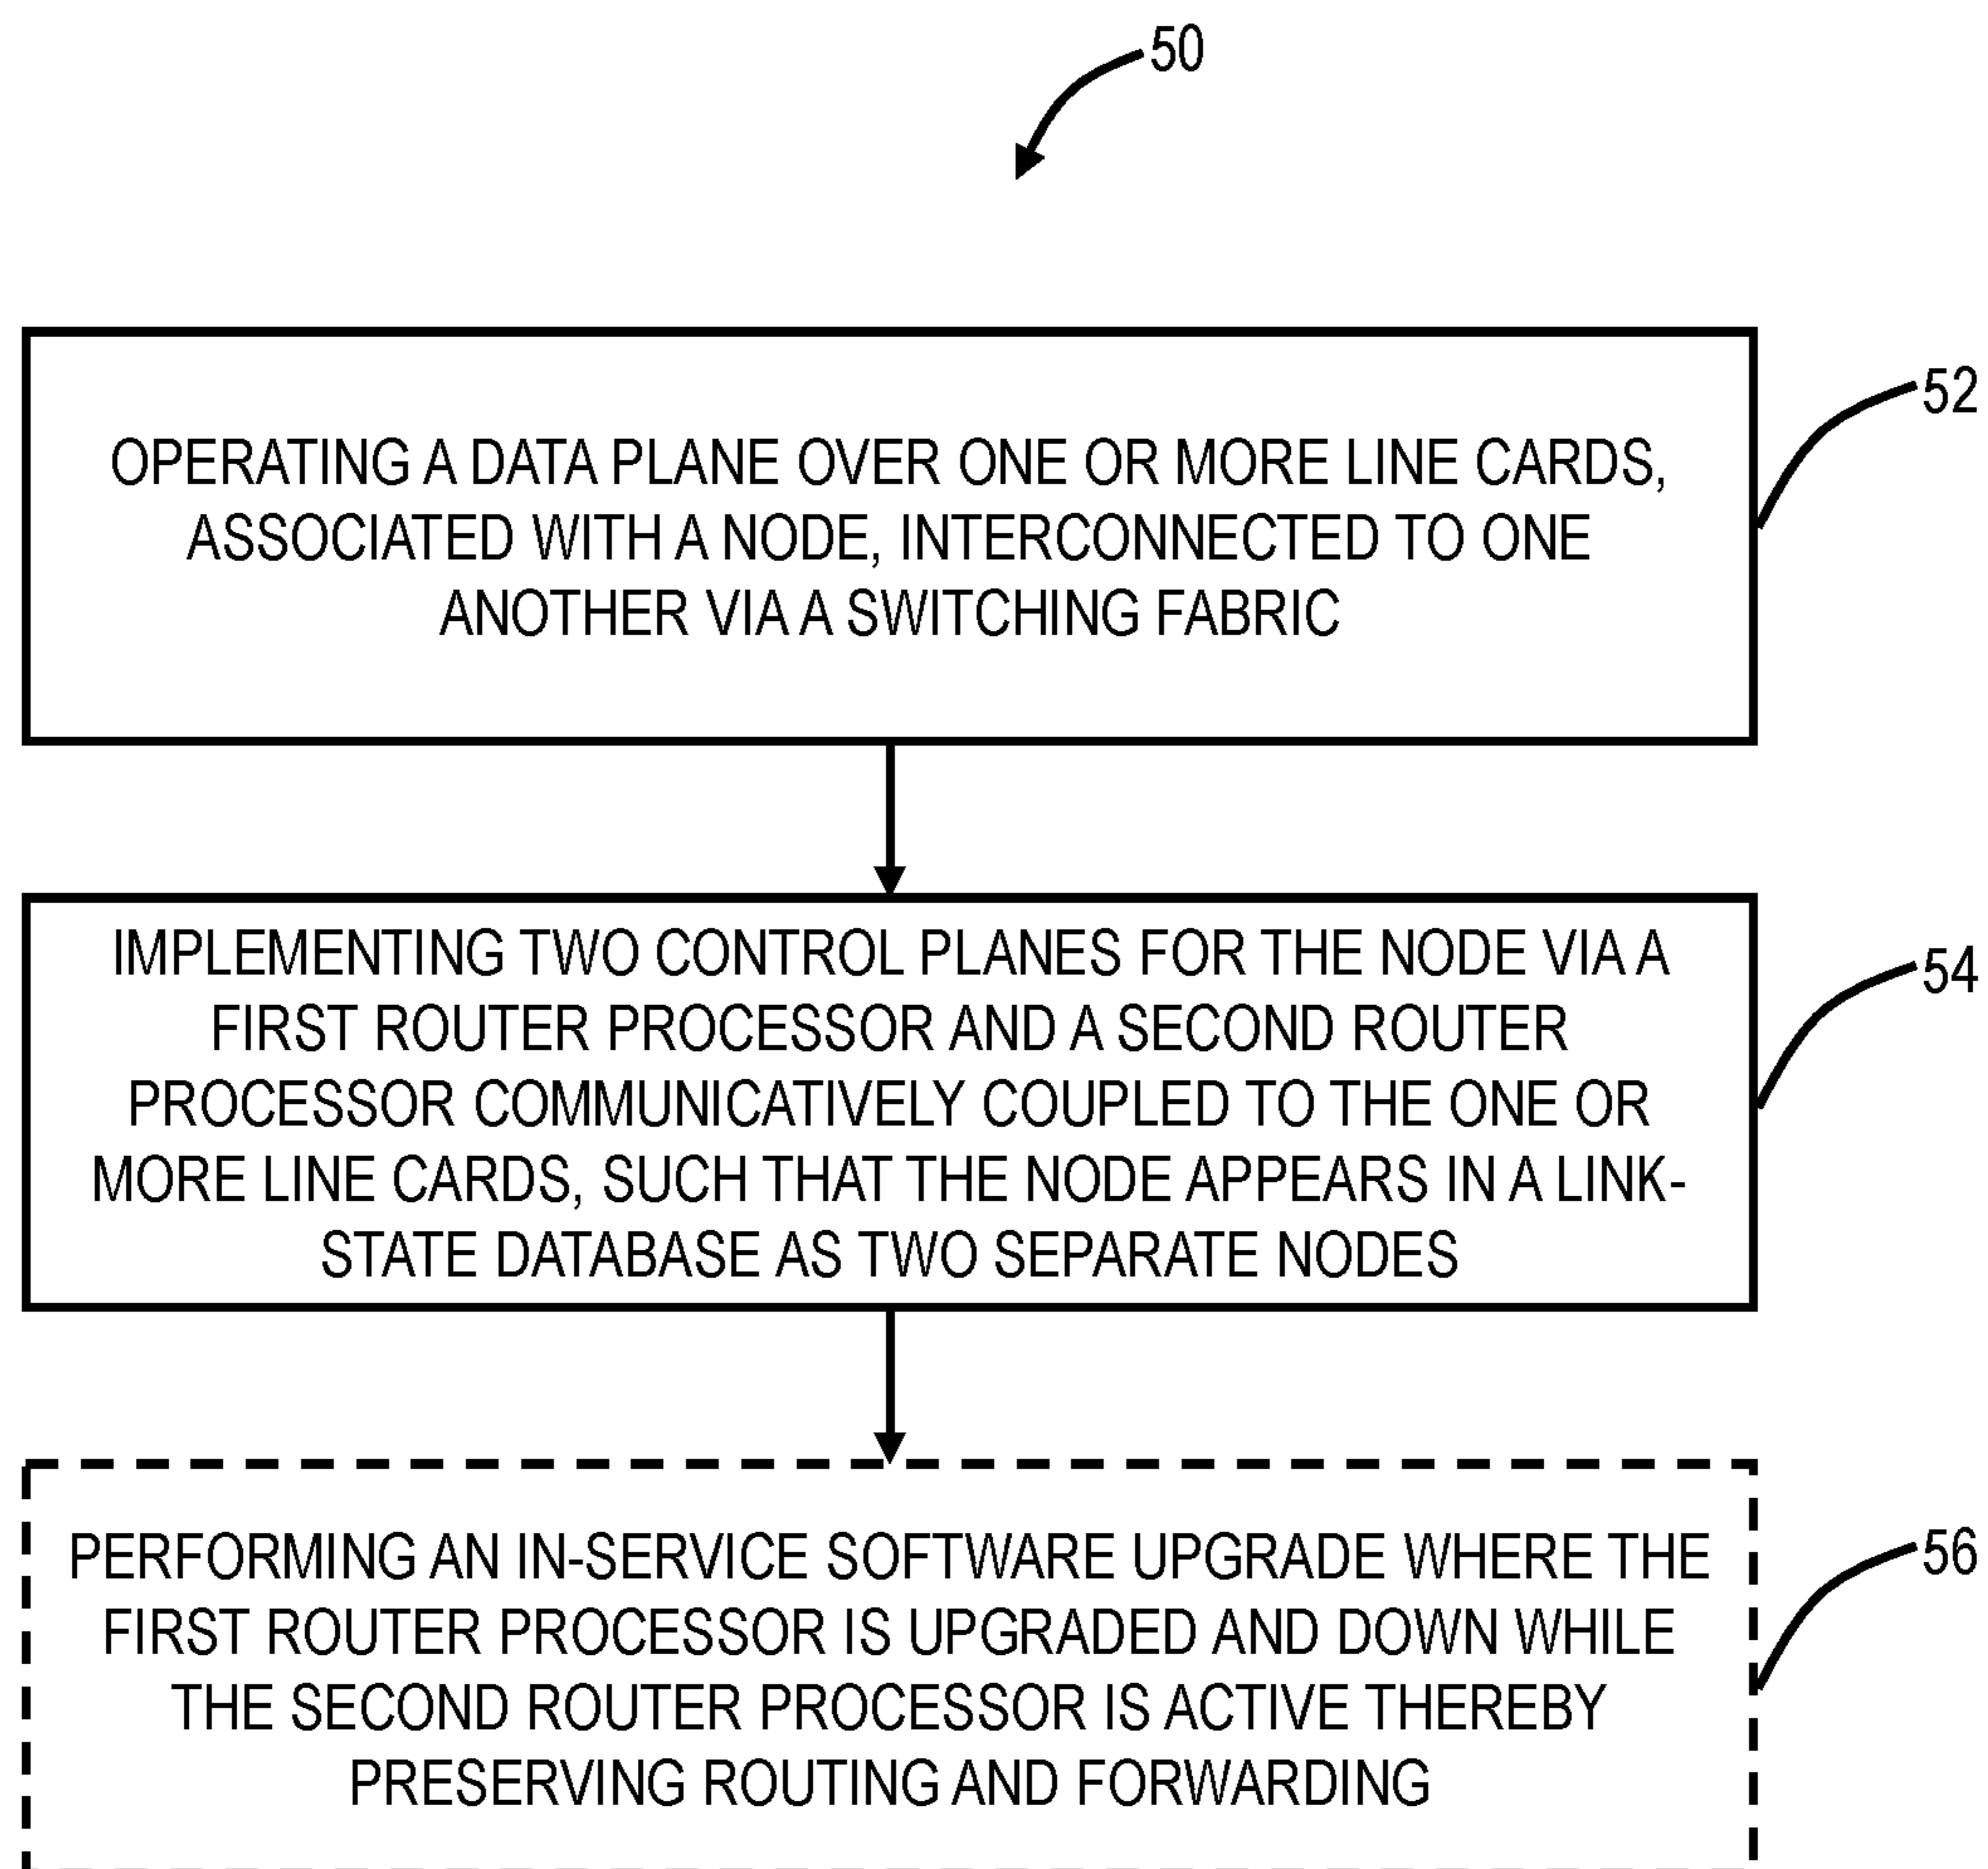 50
OPERATING A DATA PLANE OVER ONE OR MORE LINE CARDS,
ASSOCIATED WITH A NODE, INTERCONNECTED TO ONE
ANOTHER VIA A SWITCHING FABRIC
52
IMPLEMENTING TWO CONTROL PLANES FOR THE NODE VIA A
FIRST ROUTER PROCESSOR AND A SECOND ROUTER
PROCESSOR COMMUNICATIVELY COUPLED TO THE ONE OR
MORE LINE CARDS, SUCH THAT THE NODE APPEARS IN A LINK-
STATE DATABASE AS TWO SEPARATE NODES
54
PERFORMING AN IN-SERVICE SOFTWARE UPGRADE WHERE THE
FIRST ROUTER PROCESSOR IS UPGRADED AND DOWN WHILE
THE SECOND ROUTER PROCESSOR IS ACTIVE THEREBY
PRESERVING ROUTING AND FORWARDING
56